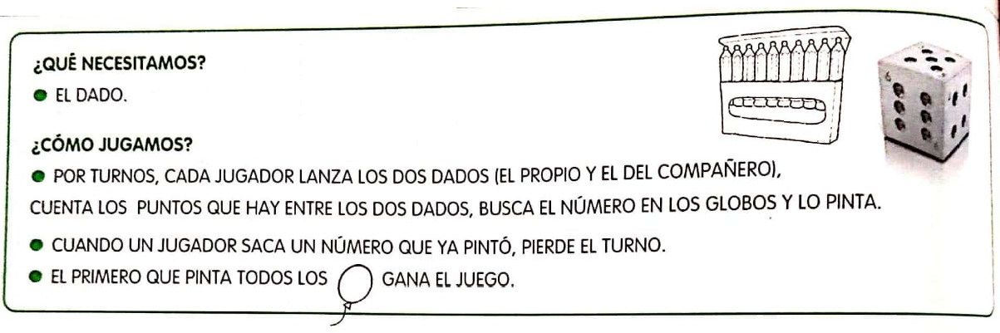 ¿QUÉ NECESITAMOS?
● EL DADO.
¿CÓMO JUGAMOS?
● POR TURNOS, CADA JUGADOR LANZA LOS DOS DADOS (EL PROPIO Y EL DEL COMPAÑERO),
CUENTA LOS PUNTOS QUE HAY ENTRE LOS DOS DADOS, BUSCA EL NÚMERO EN LOS GLOBOS Y LO PINTA.
● CUANDO UN JUGADOR SACA UN NÚMERO QUE YA PINTÓ, PIERDE EL TURNO.
● EL PRIMERO QUE PINTA TODOS LOS GANA EL JUEGO.